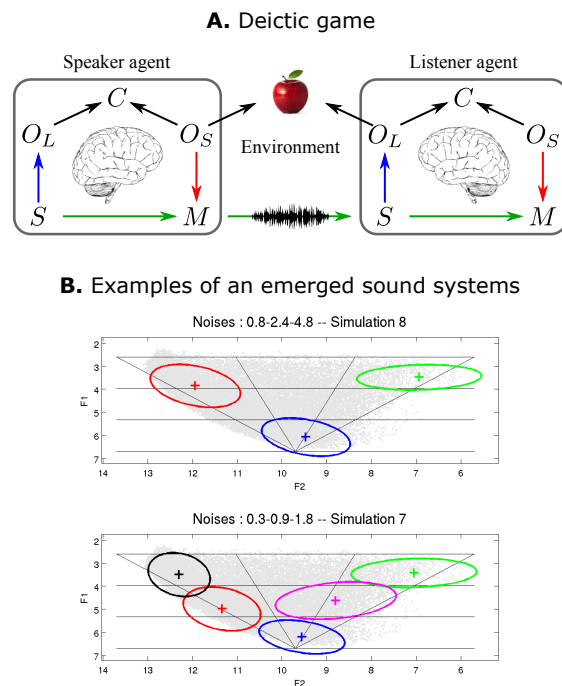 A. Deictic game
Speaker agent
Listener agent
C
C
O_L
O_S
Environment
O_L
O_S
S
M
S
M
B. Examples of an emerged sound systems
Noises : 0.8-2.4-4.8 -- Simulation 8
2
3
4
5
6
7
F1
14 13 12 11 10 9 8 7 6
F2
Noises : 0.3-0.9-1.8 -- Simulation 7
2
3
4
5
6
7
F1
14 13 12 11 10 9 8 7 6
F2